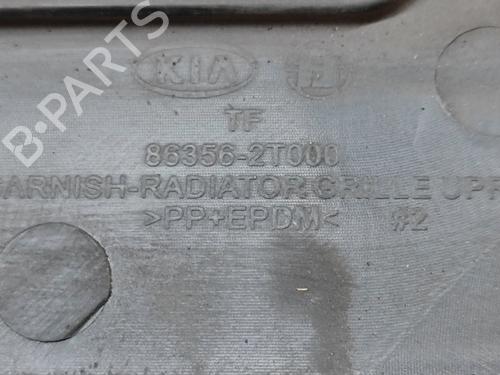 B-PARTS
KIA
TF
86356-2T000
GARNISH-RADIATOR GRILLE UPR
>PP+EPDM< #2